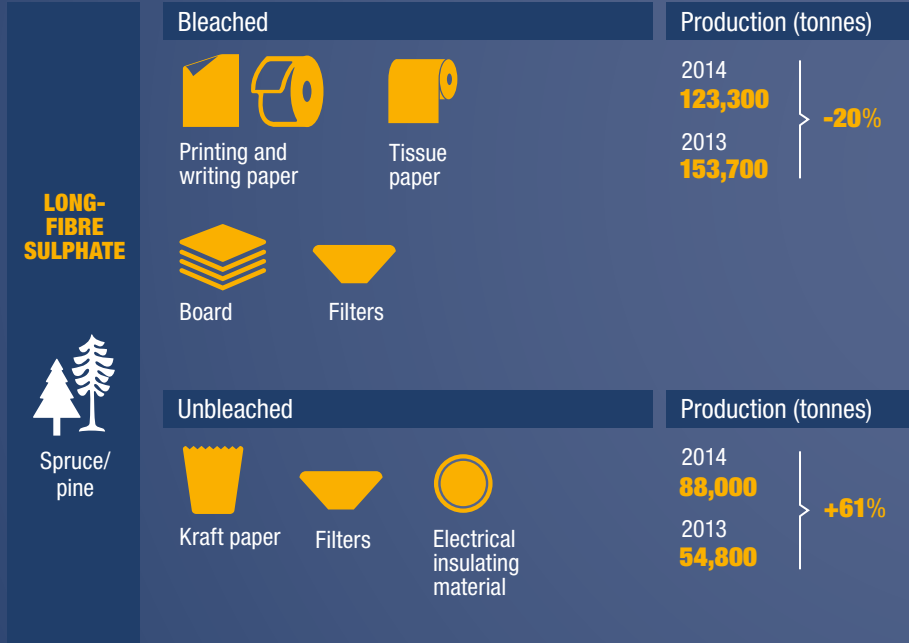 LONG-
FIBRE
SULPHATE
Spruce/
pine
Bleached
Printing and
writing paper
Tissue
paper
Board
Filters
Production (tonnes)
2014
123,300
2013
153,700
-20%
Unbleached
Kraft paper
Filters
Electrical
insulating
material
Production (tonnes)
2014
88,000
2013
54,800
+61%